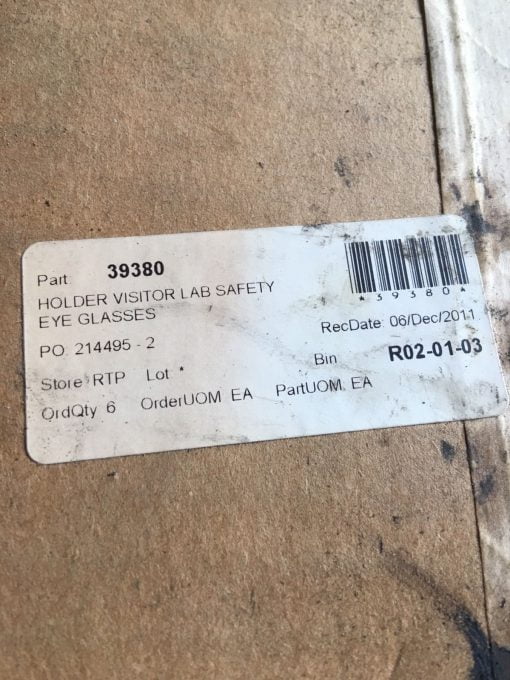 Part 39380
HOLDER VISITOR LAB SAFETY
EYE GLASSES
*39380*
PO: 214495 - 2
RecDate: 06/Dec/2011
Store: RTP Lot: *
Bin R02-01-03
OrdQty 6 OrderUOM EA PartUOM EA